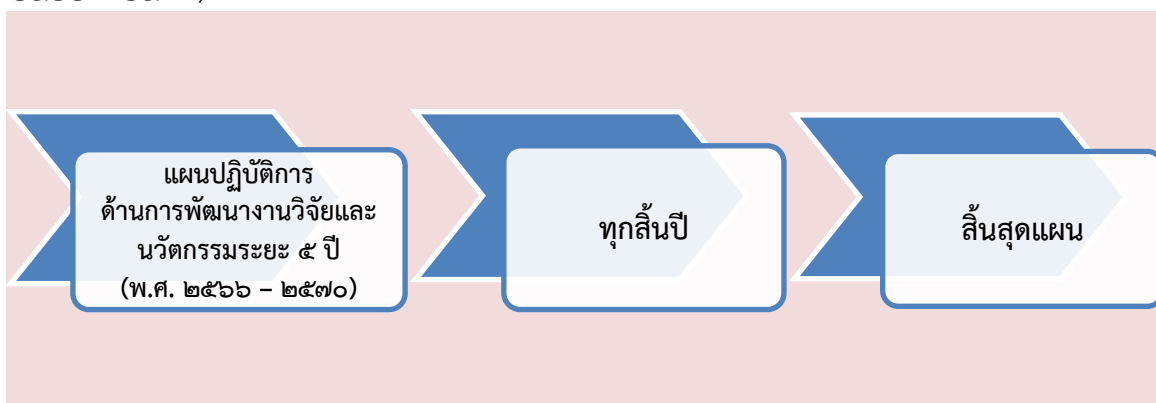 แผนปฏิบัติการ
ด้านการพัฒนางานวิจัยและ
นวัตกรรมระยะ ๕ ปี
(พ.ศ. ๒๕๖๖ – ๒๕๗๐)
ทุกสิ้นปี
สิ้นสุดแผน